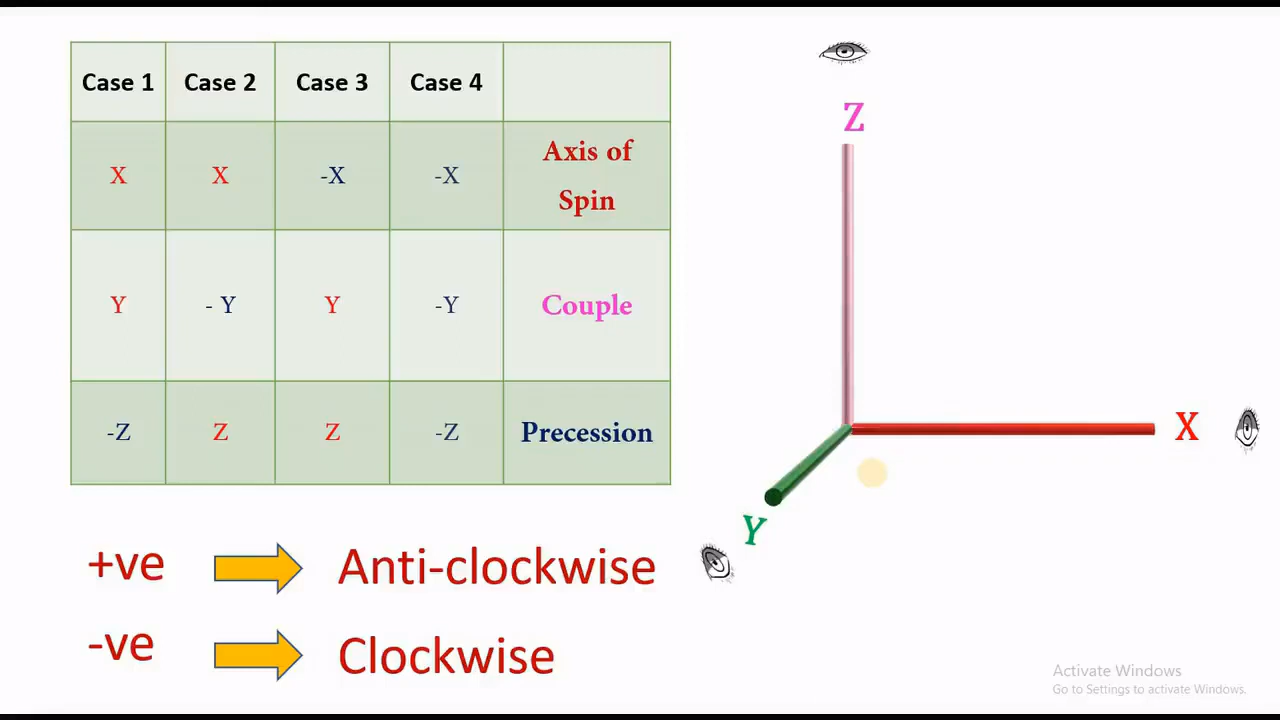 Case 1 Case 2 Case 3 Case 4
X X -X -X Axis of
Spin
Y - Y Y -Y Couple
-Z Z Z -Z Precession
Z
X
Y
+ve Anti-clockwise
-ve Clockwise
Activate Windows
Go to Settings to activate Windows.